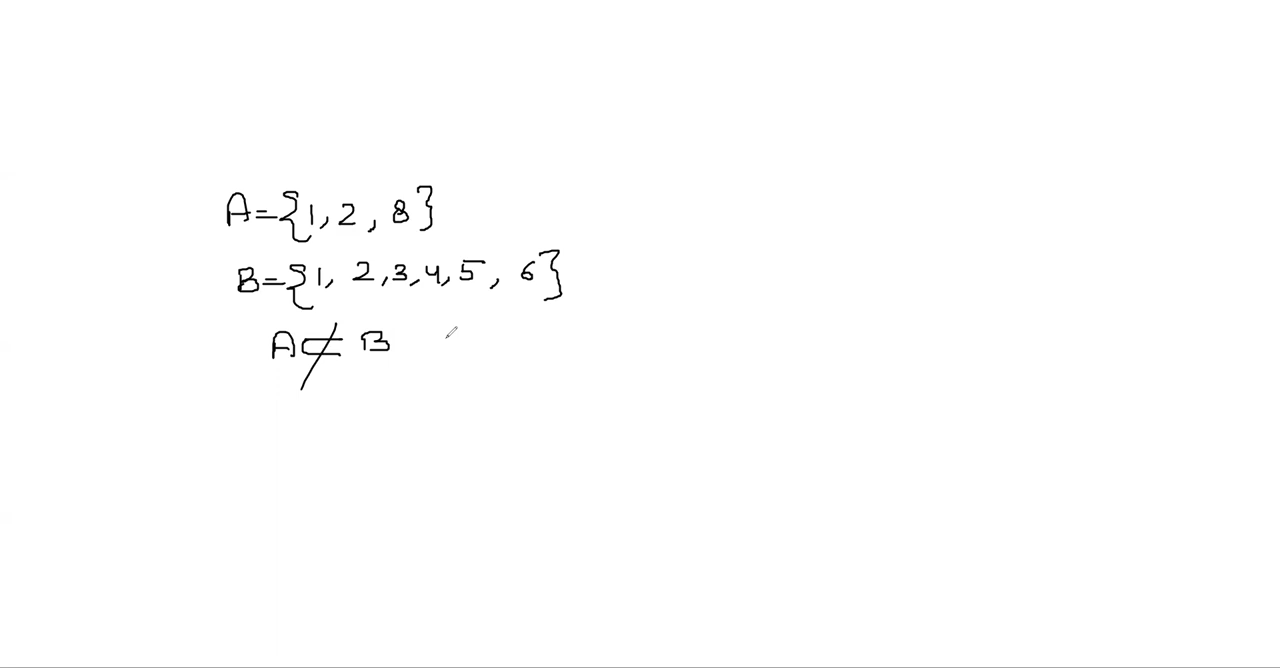 A={1,2,8}
B={1, 2,3,4,5, 6}
A⊄B